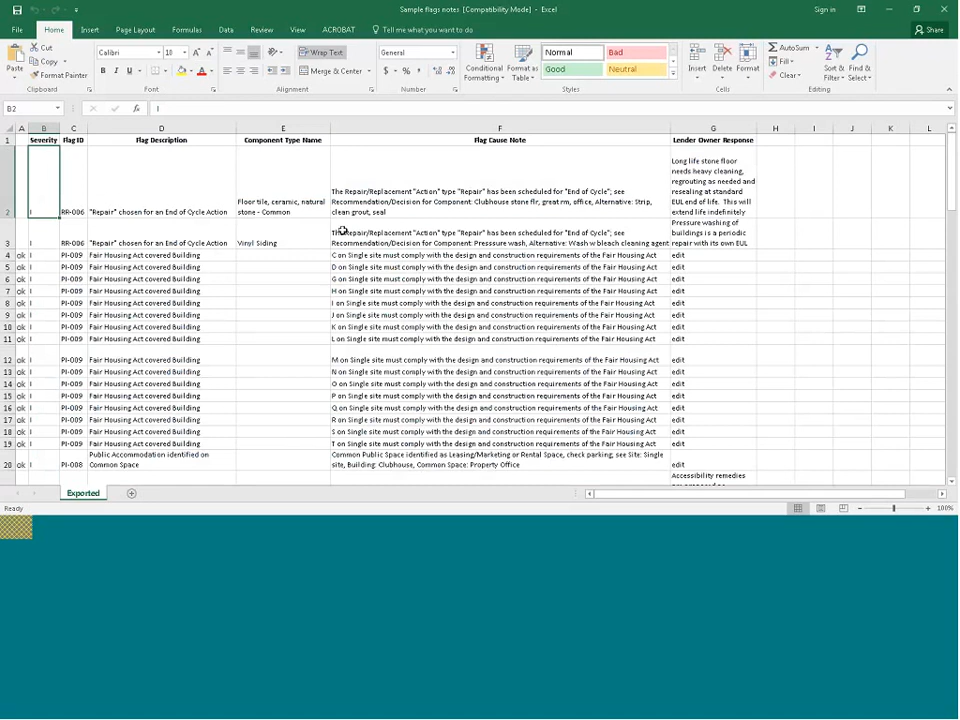 Sample flags notes [Compatibility Mode] - Excel
Sign in
File Home Insert Page Layout Formulas Data Review View ACROBAT Tell me what you want to do Share
Paste
Cut
Copy
Format Painter
Clipboard
Calibri 10
B I U
Font
Wrap Text
Merge & Center
Alignment
General
$ % ,
Number
Conditional Formatting
Format as Table
Normal Bad
Good Neutral
Styles
Insert Delete Format
Cells
AutoSum
Fill
Clear
Sort & Filter
Find & Select
Editing
B2 fx I
A B C D E F G H I J K L
1 Severity Flag ID Flag Description Component Type Name Flag Cause Note Lender Owner Response
2 I RR-006 "Repair" chosen for an End of Cycle Action
Floor tile, ceramic, natural
stone - Common
The Repair/Replacement "Action" type "Repair" has been scheduled for "End of Cycle"; see
Recommendation/Decision for Component: Clubhouse stone flr, great rm, office, Alternative: Strip,
clean grout, seal
Long life stone floor
needs heavy cleaning,
regrouting as needed and
resealing at standard
EUL end of life. This will
extend life indefinitely
3 I RR-006 "Repair" chosen for an End of Cycle Action Vinyl Siding
The Repair/Replacement "Action" type "Repair" has been scheduled for "End of Cycle"; see
Recommendation/Decision for Component: Presssure wash, Alternative: Wash w bleach cleaning agent
Pressure wash of
buildings is a periodic
repair with its own EUL
4 ok I PI-009 Fair Housing Act covered Building C on Single site must comply with the design and construction requirements of the Fair Housing Act edit
5 ok I PI-009 Fair Housing Act covered Building D on Single site must comply with the design and construction requirements of the Fair Housing Act edit
6 ok I PI-009 Fair Housing Act covered Building G on Single site must comply with the design and construction requirements of the Fair Housing Act edit
7 ok I PI-009 Fair Housing Act covered Building H on Single site must comply with the design and construction requirements of the Fair Housing Act edit
8 ok I PI-009 Fair Housing Act covered Building I on Single site must comply with the design and construction requirements of the Fair Housing Act edit
9 ok I PI-009 Fair Housing Act covered Building J on Single site must comply with the design and construction requirements of the Fair Housing Act edit
10 ok I PI-009 Fair Housing Act covered Building K on Single site must comply with the design and construction requirements of the Fair Housing Act edit
11 ok I PI-009 Fair Housing Act covered Building L on Single site must comply with the design and construction requirements of the Fair Housing Act edit
12 ok I PI-009 Fair Housing Act covered Building M on Single site must comply with the design and construction requirements of the Fair Housing Act edit
13 ok I PI-009 Fair Housing Act covered Building N on Single site must comply with the design and construction requirements of the Fair Housing Act edit
14 ok I PI-009 Fair Housing Act covered Building O on Single site must comply with the design and construction requirements of the Fair Housing Act edit
15 ok I PI-009 Fair Housing Act covered Building P on Single site must comply with the design and construction requirements of the Fair Housing Act edit
16 ok I PI-009 Fair Housing Act covered Building Q on Single site must comply with the design and construction requirements of the Fair Housing Act edit
17 ok I PI-009 Fair Housing Act covered Building R on Single site must comply with the design and construction requirements of the Fair Housing Act edit
18 ok I PI-009 Fair Housing Act covered Building S on Single site must comply with the design and construction requirements of the Fair Housing Act edit
19 ok I PI-009 Fair Housing Act covered Building T on Single site must comply with the design and construction requirements of the Fair Housing Act edit
20 ok I PI-008
Public Accommodation identified on
Common Space
Common Public Space identified as Leasing/Marketing or Rental Space, check parking; see Site: Single
site, Building: Clubhouse, Common Space: Property Office
edit
Accessibility remedies
Exported
Ready
100%